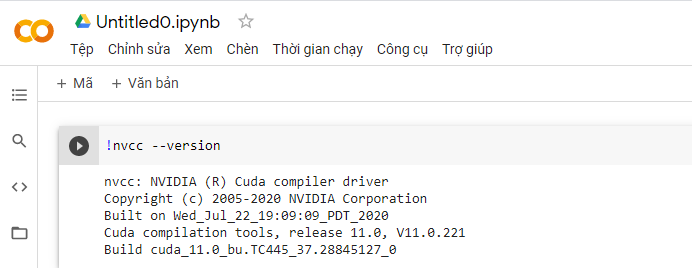 Untitled0.ipynb
Tệp Chỉnh sửa Xem Chèn Thời gian chạy Công cụ Trợ giúp
+ Mã + Văn bản
!nvcc --version
nvcc: NVIDIA (R) Cuda compiler driver
Copyright (c) 2005-2020 NVIDIA Corporation
Built on Wed_Jul_22_19:09:09_PDT_2020
Cuda compilation tools, release 11.0, V11.0.221
Build cuda_11.0_bu.TC445_37.28845127_0